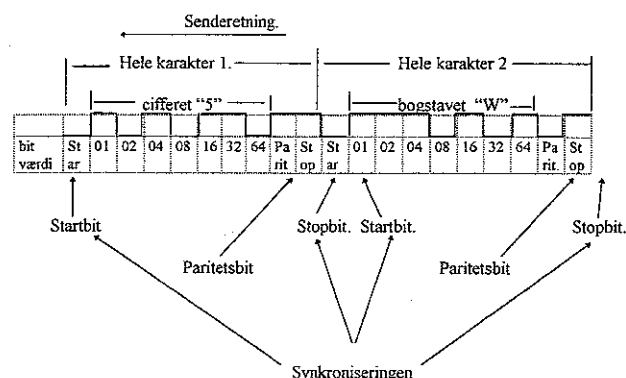 Senderetning.
Hele karakter 1. Hele karakter 2
cifferet "5" bogstavet "W"
bit St 01 02 04 08 16 32 64 Pa St St 01 02 04 08 16 32 64 Pa St
værdi ar rit op ar rit. op
Startbit Stopbit. Startbit. Stopbit.
Paritetsbit Paritetsbit
Synkroniseringen